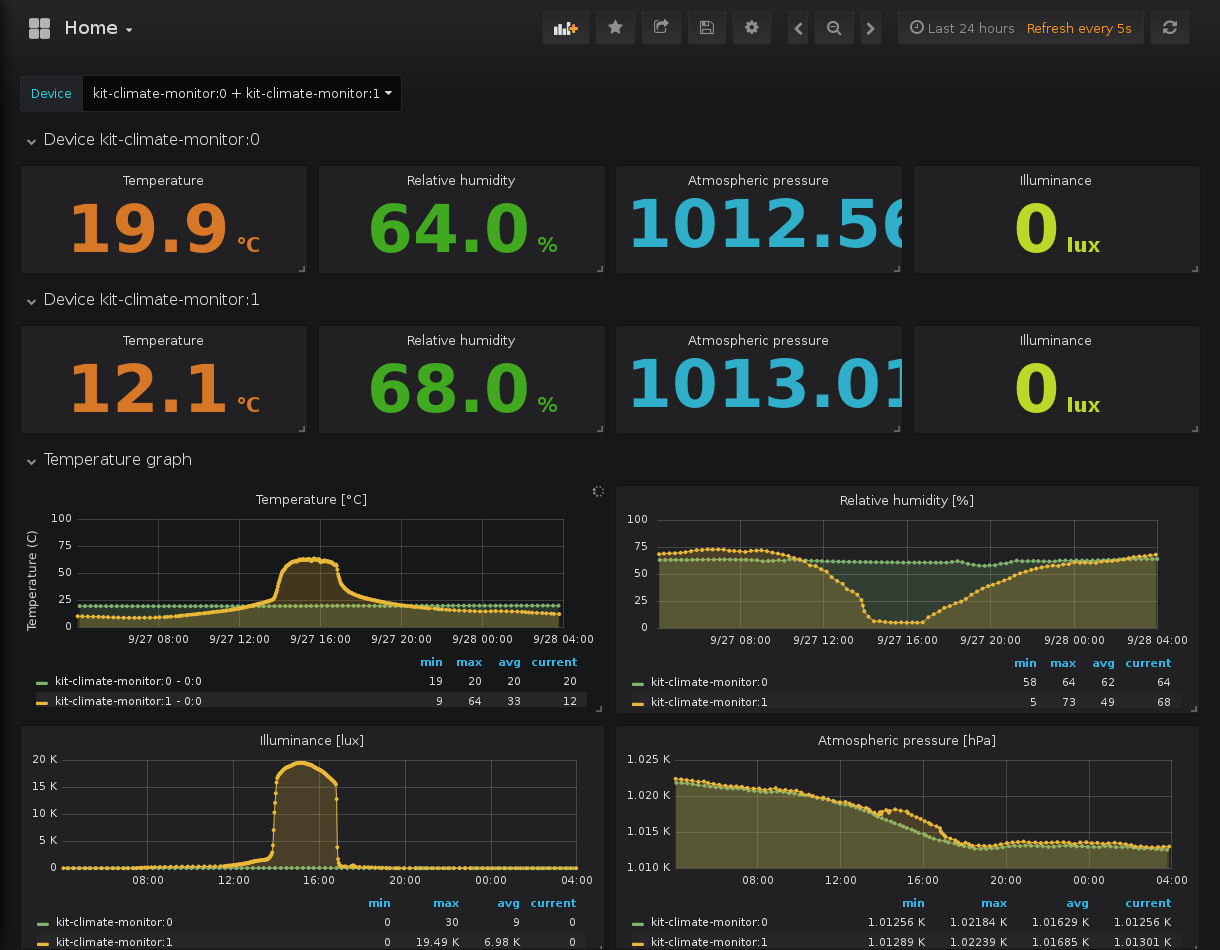 Home
Last 24 hours Refresh every 5s
Device kit-climate-monitor:0 + kit-climate-monitor:1
Device kit-climate-monitor:0
Temperature Relative humidity Atmospheric pressure Illuminance
19.9 °C 64.0 % 1012.56 0 lux
Device kit-climate-monitor:1
Temperature Relative humidity Atmospheric pressure Illuminance
12.1 °C 68.0 % 1013.01 0 lux
Temperature graph
Temperature [°C]
Temperature (C)
100
75
50
25
0
9/27 08:00 9/27 12:00 9/27 16:00 9/27 20:00 9/28 00:00 9/28 04:00
min max avg current
kit-climate-monitor:0 - 0:0 19 20 20 20
kit-climate-monitor:1 - 0:0 9 64 33 12
Relative humidity [%]
100
75
50
25
0
9/27 08:00 9/27 12:00 9/27 16:00 9/27 20:00 9/28 00:00 9/28 04:00
min max avg current
kit-climate-monitor:0 58 64 62 64
kit-climate-monitor:1 5 73 49 68
Illuminance [lux]
20 K
15 K
10 K
5 K
0
08:00 12:00 16:00 20:00 00:00 04:00
min max avg current
kit-climate-monitor:0 0 30 9 0
kit-climate-monitor:1 0 19.49 K 6.98 K 0
Atmospheric pressure [hPa]
1.025 K
1.020 K
1.015 K
1.010 K
08:00 12:00 16:00 20:00 00:00 04:00
min max avg current
kit-climate-monitor:0 1.01256 K 1.02184 K 1.01629 K 1.01256 K
kit-climate-monitor:1 1.01289 K 1.02239 K 1.01685 K 1.01301 K